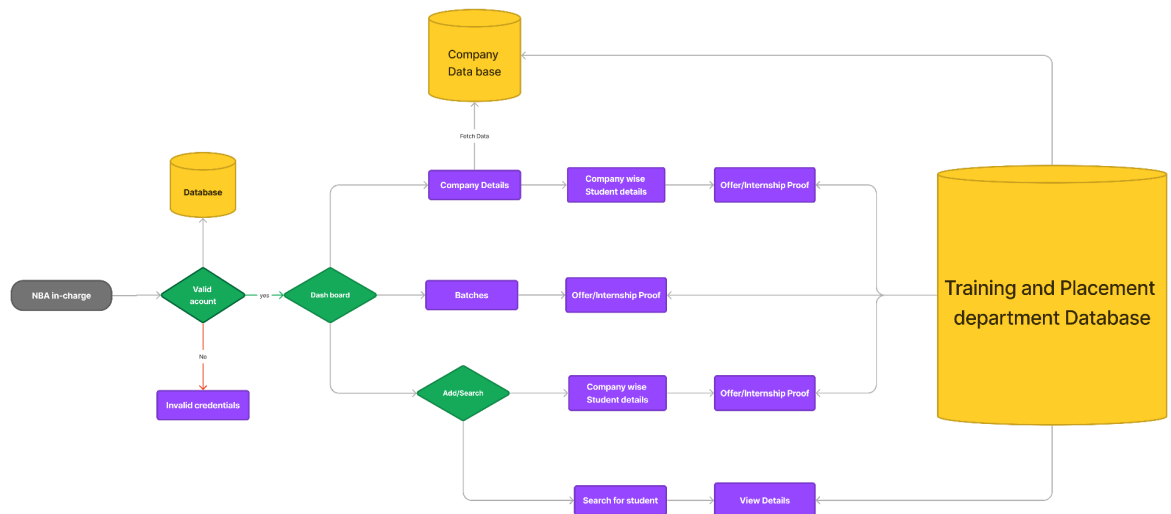 Company
Data base
Fetch Data
Database
Company Details
Company wise
Student details
Offer/Internship Proof
NBA in-charge
Valid
acount
yes
Dash board
Batches
Offer/Internship Proof
Training and Placement
department Database
No
Invalid credentials
Add/Search
Company wise
Student details
Offer/Internship Proof
Search for student
View Details